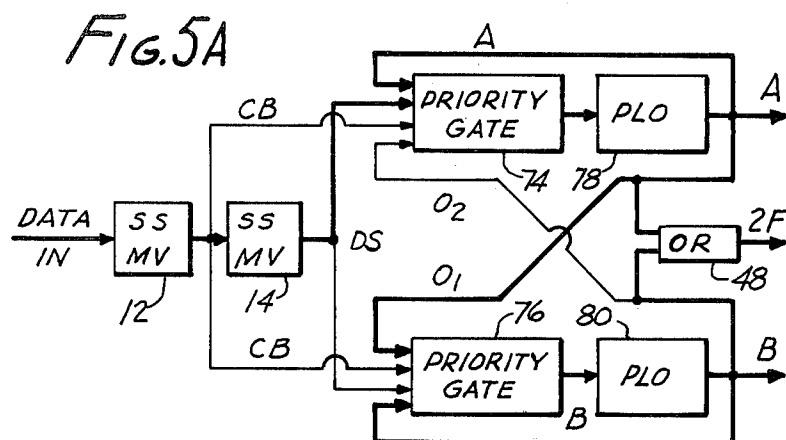 FIG.5A
A
CB
PRIORITY
GATE
PLO
A
74
78
DATA
IN
SS
MV
SS
MV
DS
O2
OR
2F
12
14
O1
48
76
80
CB
PRIORITY
GATE
PLO
B
B